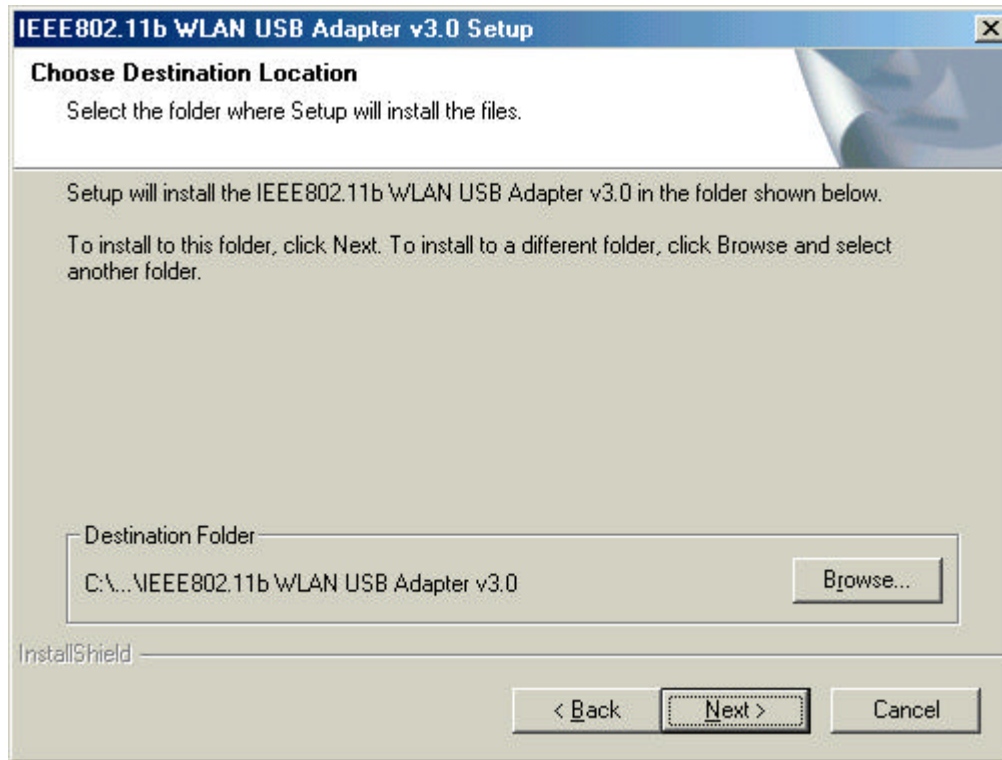 IEEE802.11b WLAN USB Adapter v3.0 Setup
Choose Destination Location
Select the folder where Setup will install the files.
Setup will install the IEEE802.11b WLAN USB Adapter v3.0 in the folder shown below.
To install to this folder, click Next. To install to a different folder, click Browse and select
another folder.
Destination Folder
C:\...\IEEE802.11b WLAN USB Adapter v3.0
Browse...
InstallShield
< Back
Next >
Cancel